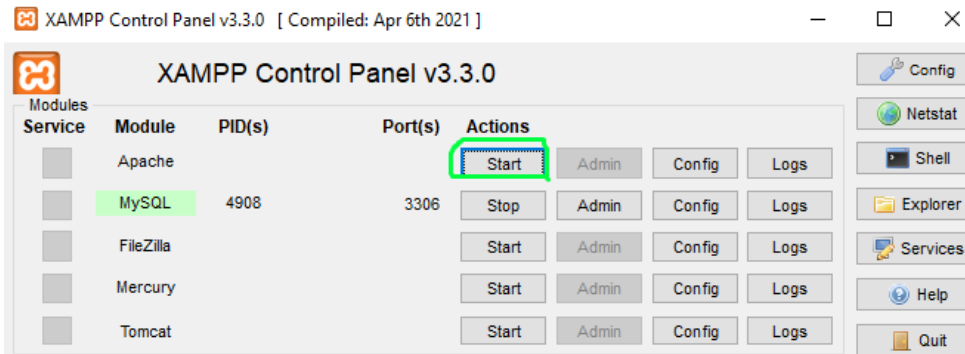 XAMPP Control Panel v3.3.0 [ Compiled: Apr 6th 2021 ]
XAMPP Control Panel v3.3.0
Config
Modules
Service Module PID(s) Port(s) Actions
Netstat
Apache Start Admin Config Logs
Shell
MySQL 4908 3306 Stop Admin Config Logs
Explorer
FileZilla Start Admin Config Logs
Services
Mercury Start Admin Config Logs
Help
Tomcat Start Admin Config Logs
Quit